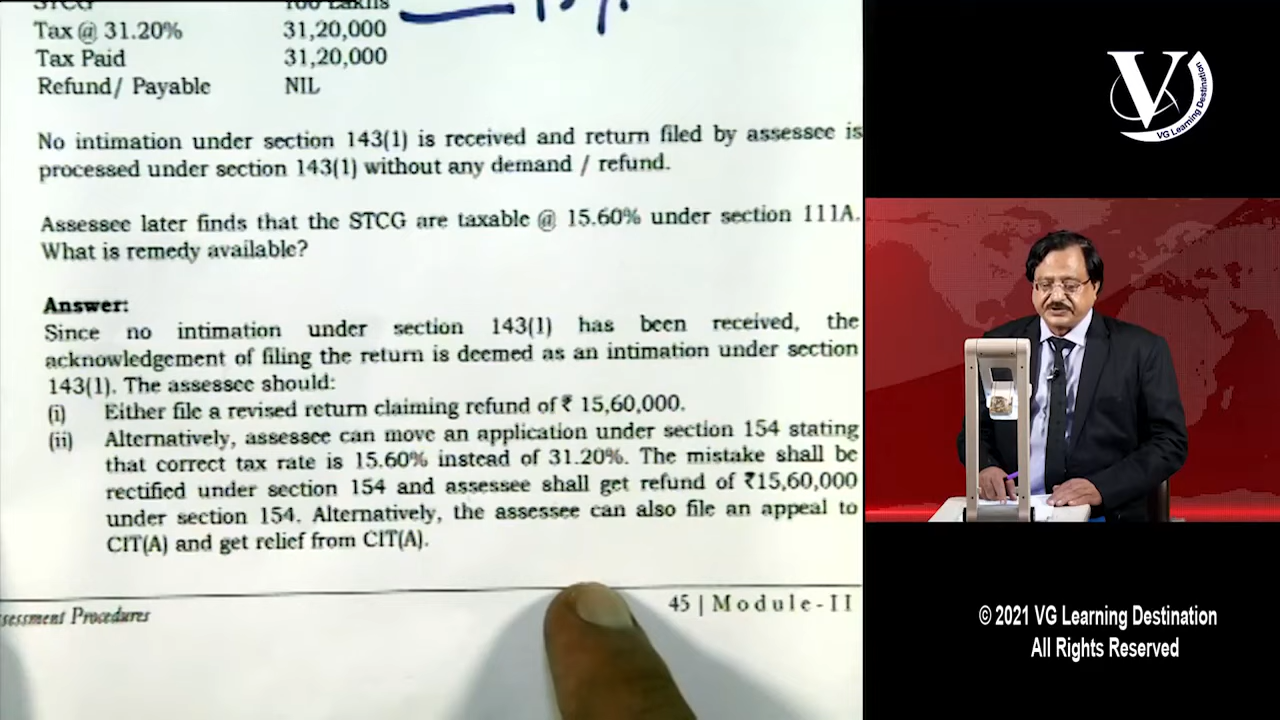 STCG 100 Lakhs 15%
Tax @ 31.20% 31,20,000
Tax Paid 31,20,000
Refund/ Payable NIL
No intimation under section 143(1) is received and return filed by assessee is
processed under section 143(1) without any demand / refund.
Assessee later finds that the STCG are taxable @ 15.60% under section 111A.
What is remedy available?
Answer:
Since no intimation under section 143(1) has been received, the
acknowledgement of filing the return is deemed as an intimation under section
143(1). The assessee should:
(i) Either file a revised return claiming refund of ₹ 15,60,000.
(ii) Alternatively, assessee can move an application under section 154 stating
that correct tax rate is 15.60% instead of 31.20%. The mistake shall be
rectified under section 154 and assessee shall get refund of ₹15,60,000
under section 154. Alternatively, the assessee can also file an appeal to
CIT(A) and get relief from CIT(A).
sessment Procedures
45 | Module-II
V
VG Learning Destination
© 2021 VG Learning Destination
All Rights Reserved